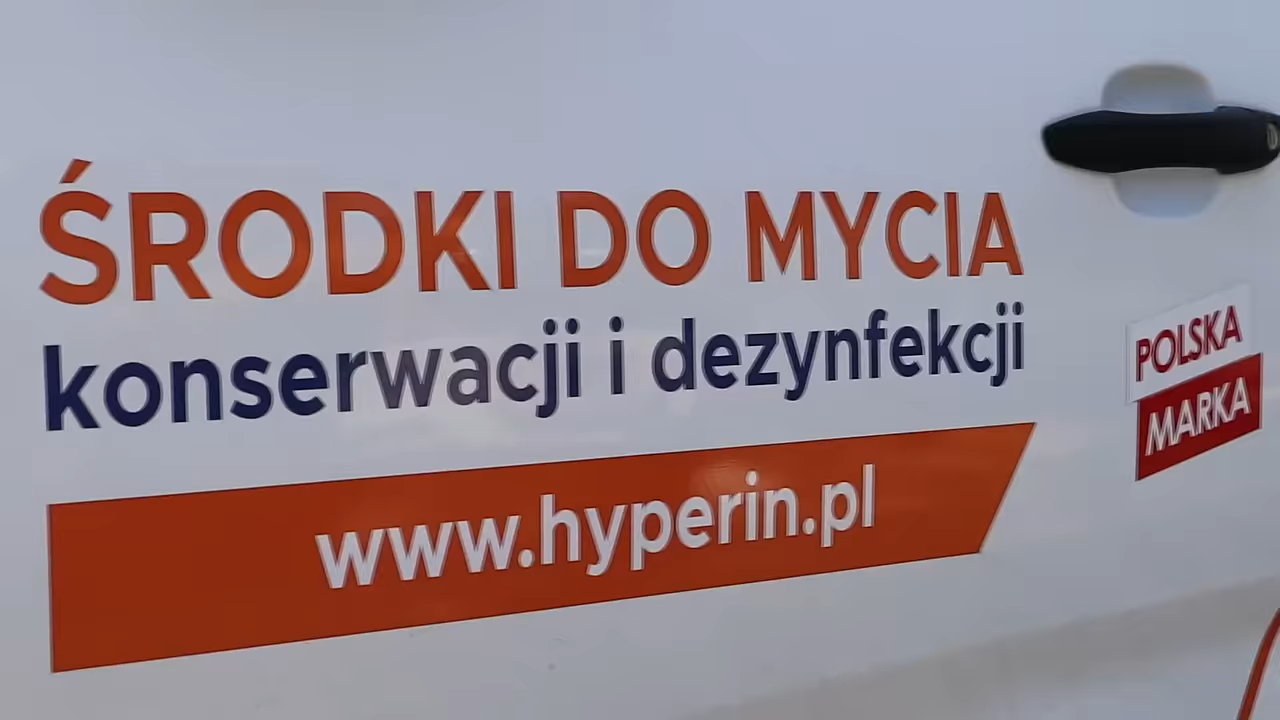 ŚRODKI DO MYCIA
konserwacji i dezynfekcji
www.hyperin.pl
POLSKA
MARKA